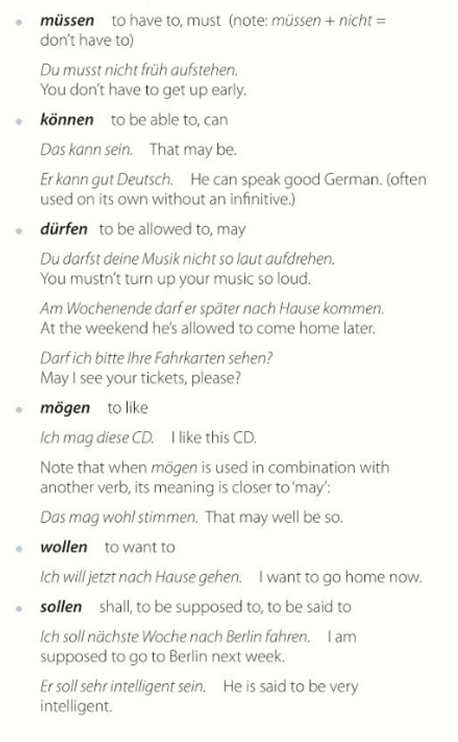 • müssen to have to, must (note: müssen + nicht =
don't have to)
Du musst nicht früh aufstehen.
You don't have to get up early.
• können to be able to, can
Das kann sein. That may be.
Er kann gut Deutsch. He can speak good German. (often
used on its own without an infinitive.)
• dürfen to be allowed to, may
Du darfst deine Musik nicht so laut aufdrehen.
You mustn't turn up your music so loud.
Am Wochenende darf er später nach Hause kommen.
At the weekend he's allowed to come home later.
Darf ich bitte Ihre Fahrkarten sehen?
May I see your tickets, please?
• mögen to like
Ich mag diese CD. I like this CD.
Note that when mögen is used in combination with
another verb, its meaning is closer to 'may':
Das mag wohl stimmen. That may well be so.
• wollen to want to
Ich will jetzt nach Hause gehen. I want to go home now.
• sollen shall, to be supposed to, to be said to
Ich soll nächste Woche nach Berlin fahren. I am
supposed to go to Berlin next week.
Er soll sehr intelligent sein. He is said to be very
intelligent.